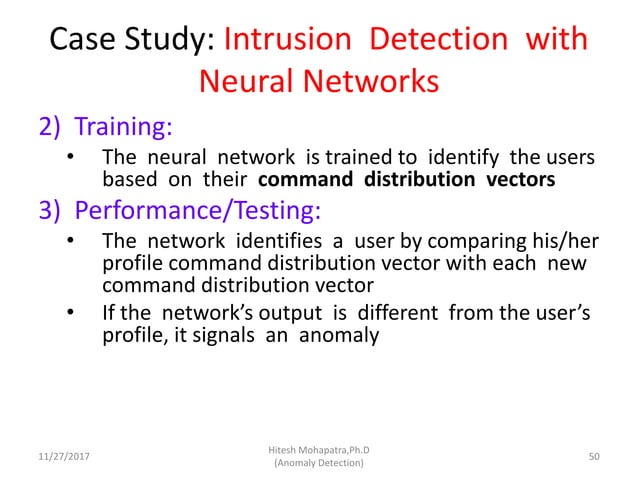 Case Study: Intrusion Detection with
Neural Networks
2) Training:
• The neural network is trained to identify the users
based on their command distribution vectors
3) Performance/Testing:
• The network identifies a user by comparing his/her
profile command distribution vector with each new
command distribution vector
• If the network’s output is different from the user’s
profile, it signals an anomaly
11/27/2017
Hitesh Mohapatra,Ph.D
(Anomaly Detection)
50